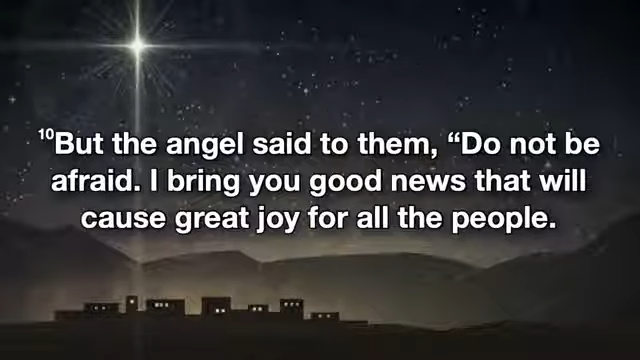 ¹⁰But the angel said to them, “Do not be
afraid. I bring you good news that will
cause great joy for all the people.